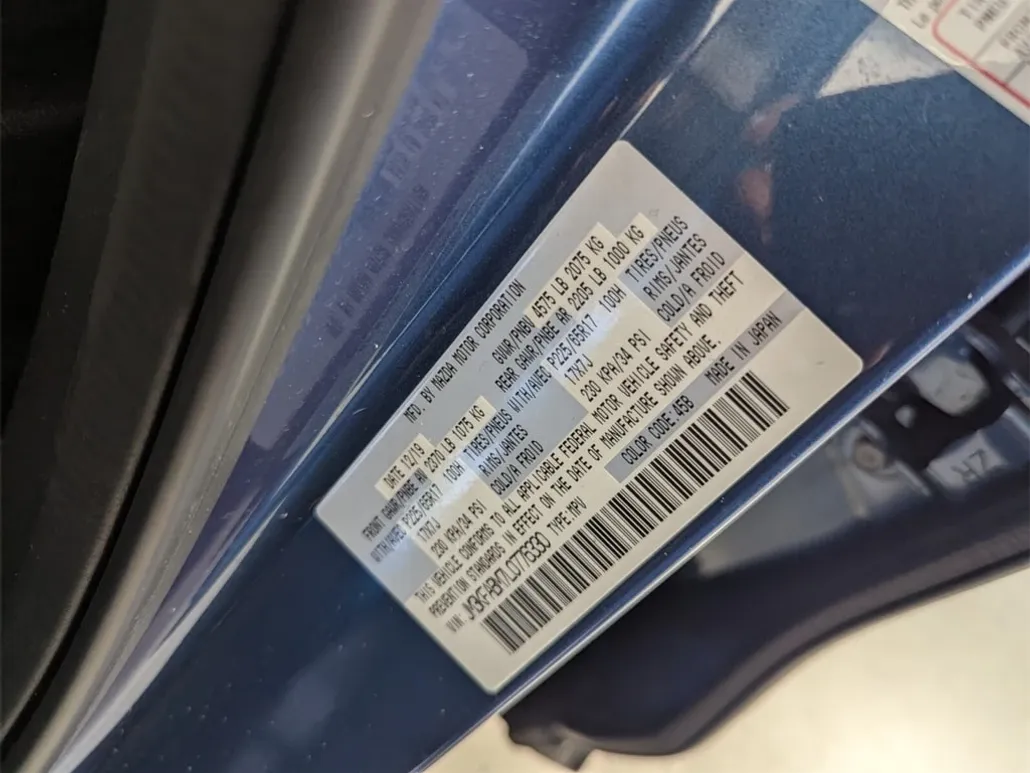 MFD. BY MAZDA MOTOR CORPORATION
DATE 12/19 GVWR/PNBV 4575 LB 2075 KG
FRONT GAWR/PNBE AV 2370 LB 1075 KG REAR GAWR/PNBE AR 2205 LB 1000 KG
WITH/AVEC P225/65R17 100H TIRES/PNEUS WITH/AVEC P225/65R17 100H TIRES/PNEUS
17X7J RIMS/JANTES 17X7J RIMS/JANTES
230 KPA/34 PSI COLD/A FROID 230 KPA/34 PSI COLD/A FROID
THIS VEHICLE CONFORMS TO ALL APPLICABLE FEDERAL MOTOR VEHICLE SAFETY AND THEFT
PREVENTION STANDARDS IN EFFECT ON THE DATE OF MANUFACTURE SHOWN ABOVE.
VIN: TYPE:MPV COLOR CODE:45B MADE IN JAPAN